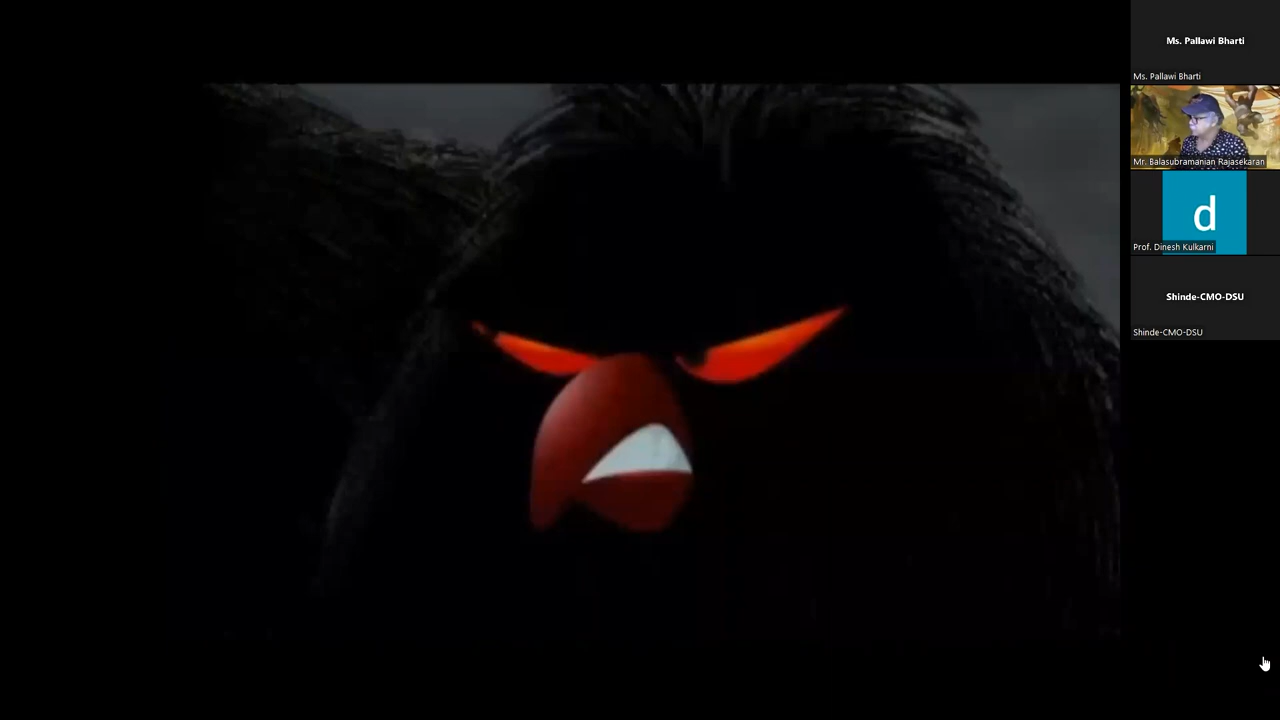 Ms. Pallawi Bharti
Ms. Pallawi Bharti
Mr. Balasubramanian Rajasekaran
d
Prof. Dinesh Kulkarni
Shinde-CMO-DSU
Shinde-CMO-DSU